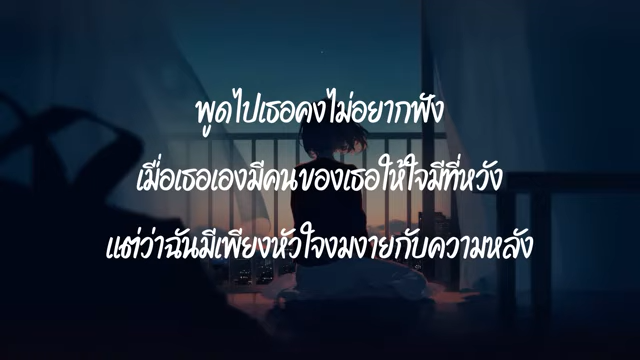 พูดไปเธอคงไม่อยากฟัง
เมื่อเธอเองมีคนของเธอให้ใจมีที่หวัง
แต่ว่าฉันมีเพียงหัวใจงมงายกับความหลัง